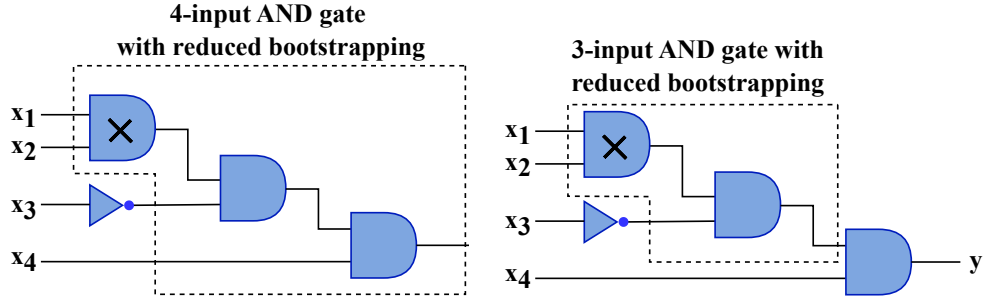 4-input AND gate
with reduced bootstrapping
x1
x2
x3
x4
3-input AND gate with
reduced bootstrapping
x1
x2
x3
x4
y